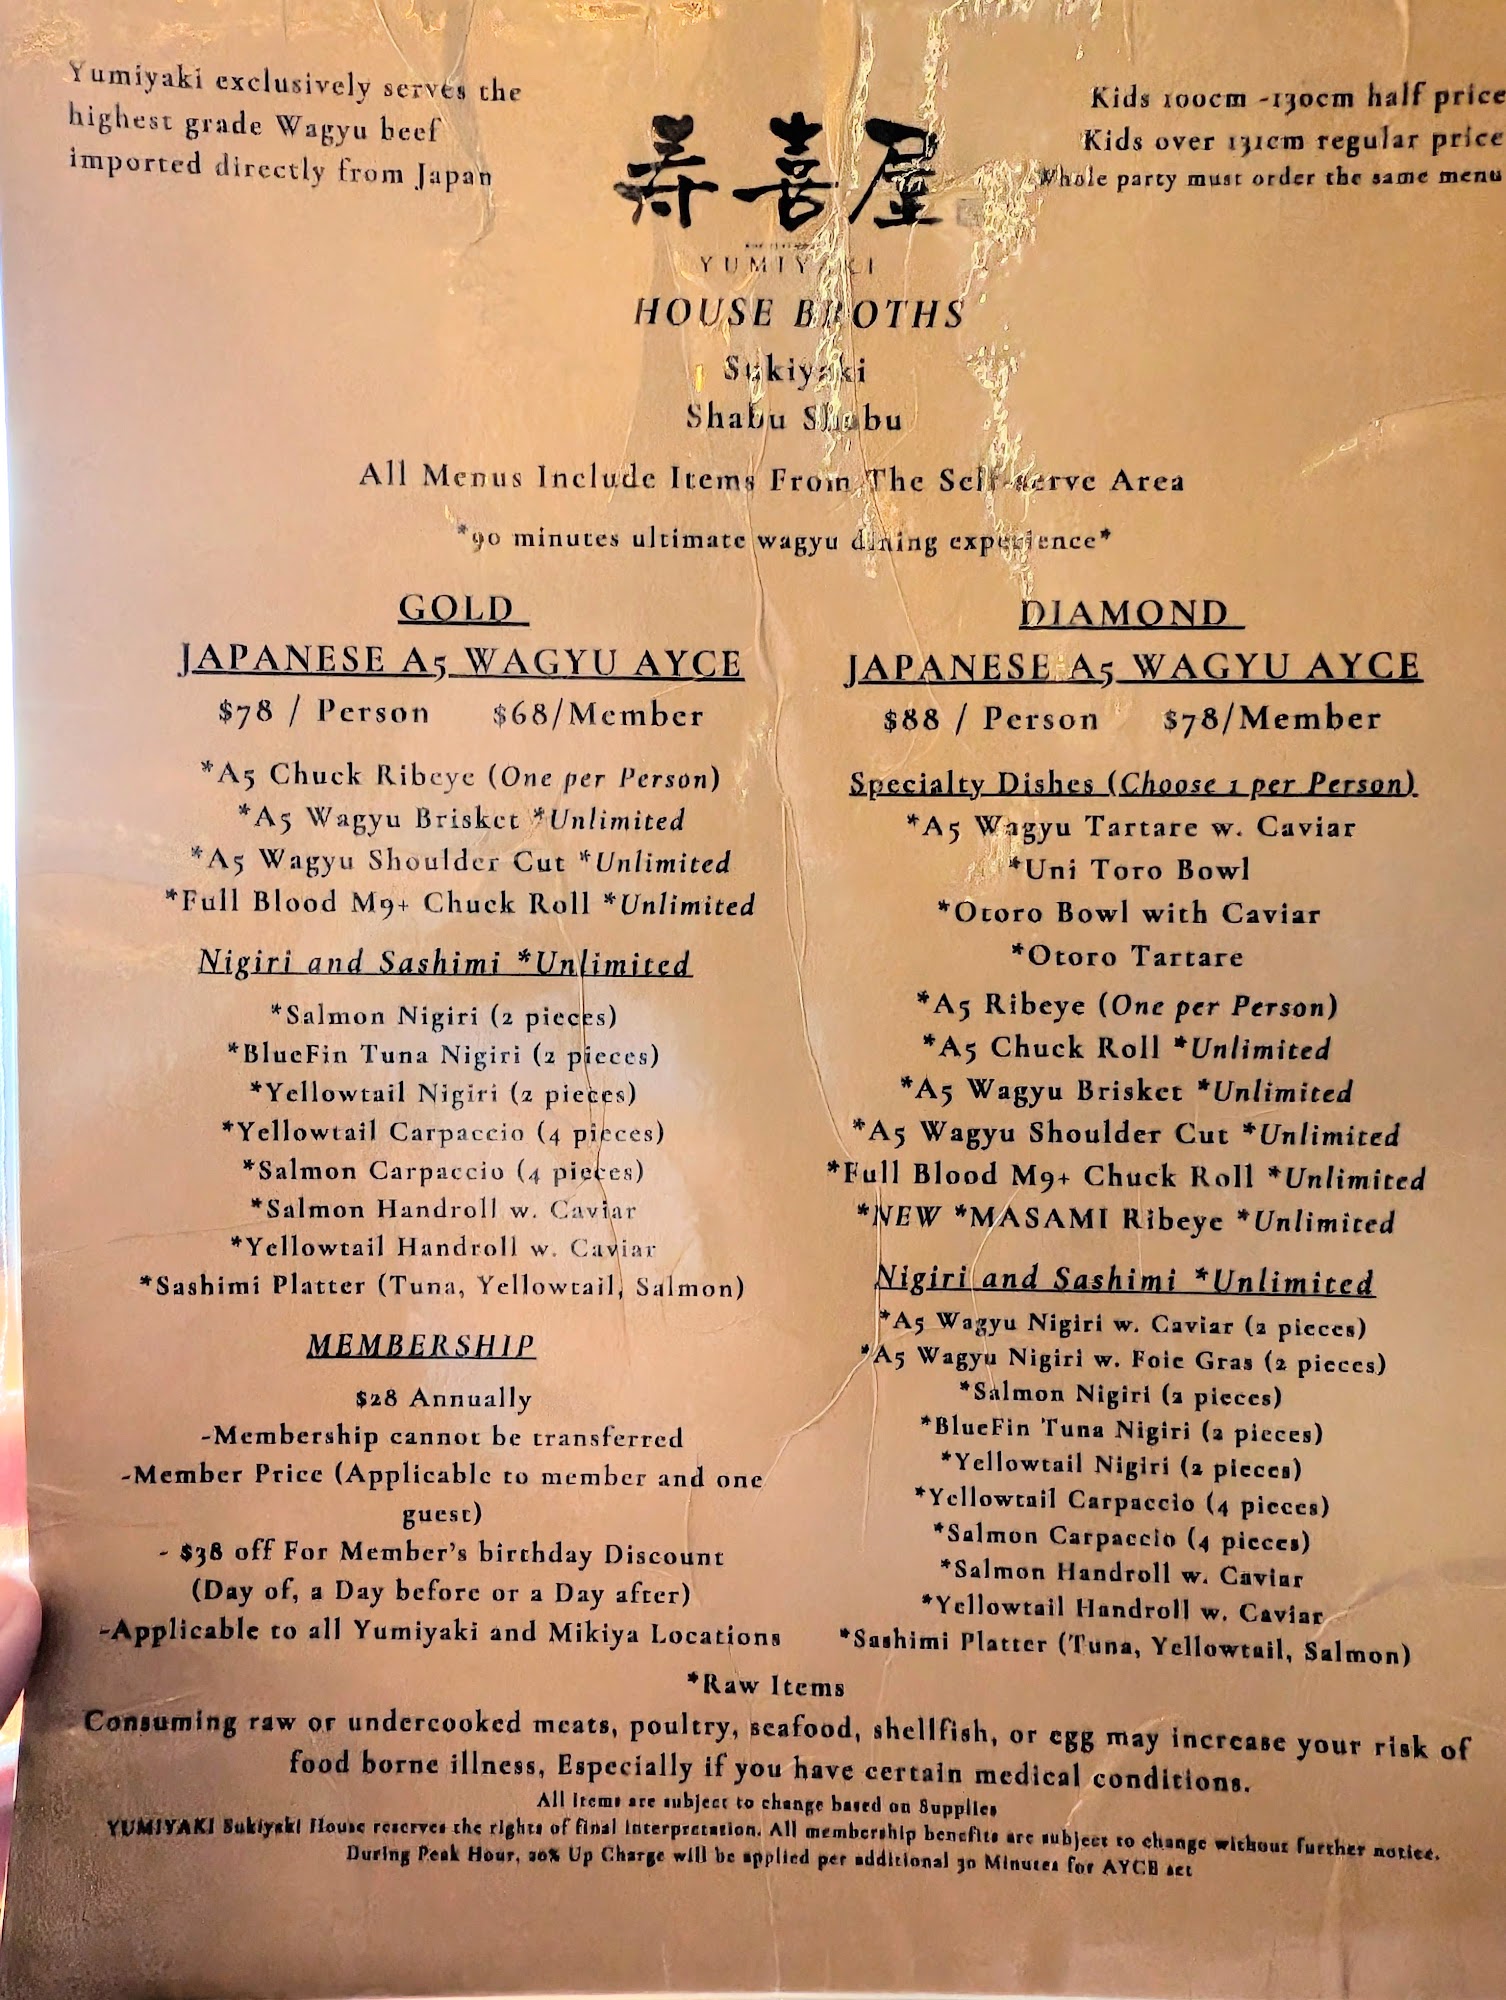 Yumiyaki exclusively serves the
highest grade Wagyu beef
imported directly from Japan
Kids 100cm -130cm half price
Kids over 131cm regular price
Whole party must order the same menu
寿喜屋
YUMIYAKI
HOUSE BROTHS
Sukiyaki
Shabu Shabu
All Menus Include Items From The Self-serve Area
*90 minutes ultimate wagyu dining experience*
GOLD
JAPANESE A5 WAGYU AYCE
$78 / Person $68/Member
*A5 Chuck Ribeye (One per Person)
*A5 Wagyu Brisket *Unlimited
*A5 Wagyu Shoulder Cut *Unlimited
*Full Blood M9+ Chuck Roll *Unlimited
Nigiri and Sashimi *Unlimited
*Salmon Nigiri (2 pieces)
*BlueFin Tuna Nigiri (2 pieces)
*Yellowtail Nigiri (2 pieces)
*Yellowtail Carpaccio (4 pieces)
*Salmon Carpaccio (4 pieces)
*Salmon Handroll w. Caviar
*Yellowtail Handroll w. Caviar
*Sashimi Platter (Tuna, Yellowtail, Salmon)
MEMBERSHIP
$28 Annually
-Membership cannot be transferred
-Member Price (Applicable to member and one
guest)
- $38 off For Member's birthday Discount
(Day of, a Day before or a Day after)
-Applicable to all Yumiyaki and Mikiya Locations
DIAMOND
JAPANESE A5 WAGYU AYCE
$88 / Person $78/Member
Specialty Dishes (Choose 1 per Person)
*A5 Wagyu Tartare w. Caviar
*Uni Toro Bowl
*Otoro Bowl with Caviar
*Otoro Tartare
*A5 Ribeye (One per Person)
*A5 Chuck Roll *Unlimited
*A5 Wagyu Brisket *Unlimited
*A5 Wagyu Shoulder Cut *Unlimited
*Full Blood M9+ Chuck Roll *Unlimited
*NEW *MASAMI Ribeye *Unlimited
Nigiri and Sashimi *Unlimited
*A5 Wagyu Nigiri w. Caviar (2 pieces)
*A5 Wagyu Nigiri w. Foie Gras (2 pieces)
*Salmon Nigiri (2 pieces)
*BlueFin Tuna Nigiri (2 pieces)
*Yellowtail Nigiri (2 pieces)
*Yellowtail Carpaccio (4 pieces)
*Salmon Carpaccio (4 pieces)
*Salmon Handroll w. Caviar
*Yellowtail Handroll w. Caviar
*Sashimi Platter (Tuna, Yellowtail, Salmon)
*Raw Items
Consuming raw or undercooked meats, poultry, seafood, shellfish, or egg may increase your risk of
food borne illness, Especially if you have certain medical conditions.
All items are subject to change based on Supplies
YUMIYAKI Sukiyaki House reserves the rights of final interpretation. All membership benefits are subject to change without further notice.
During Peak Hour, 20% Up Charge will be applied per additional 30 Minutes for AYCE set